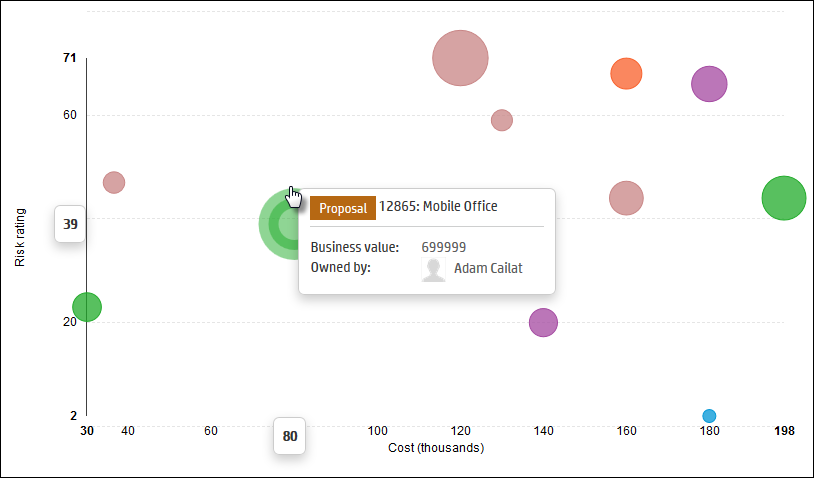 71
60
39
20
2
Risk rating
Proposal 12865: Mobile Office
Business value: 699999
Owned by: Adam Cailat
30 40 60 80 100 120 140 160 180 198
Cost (thousands)